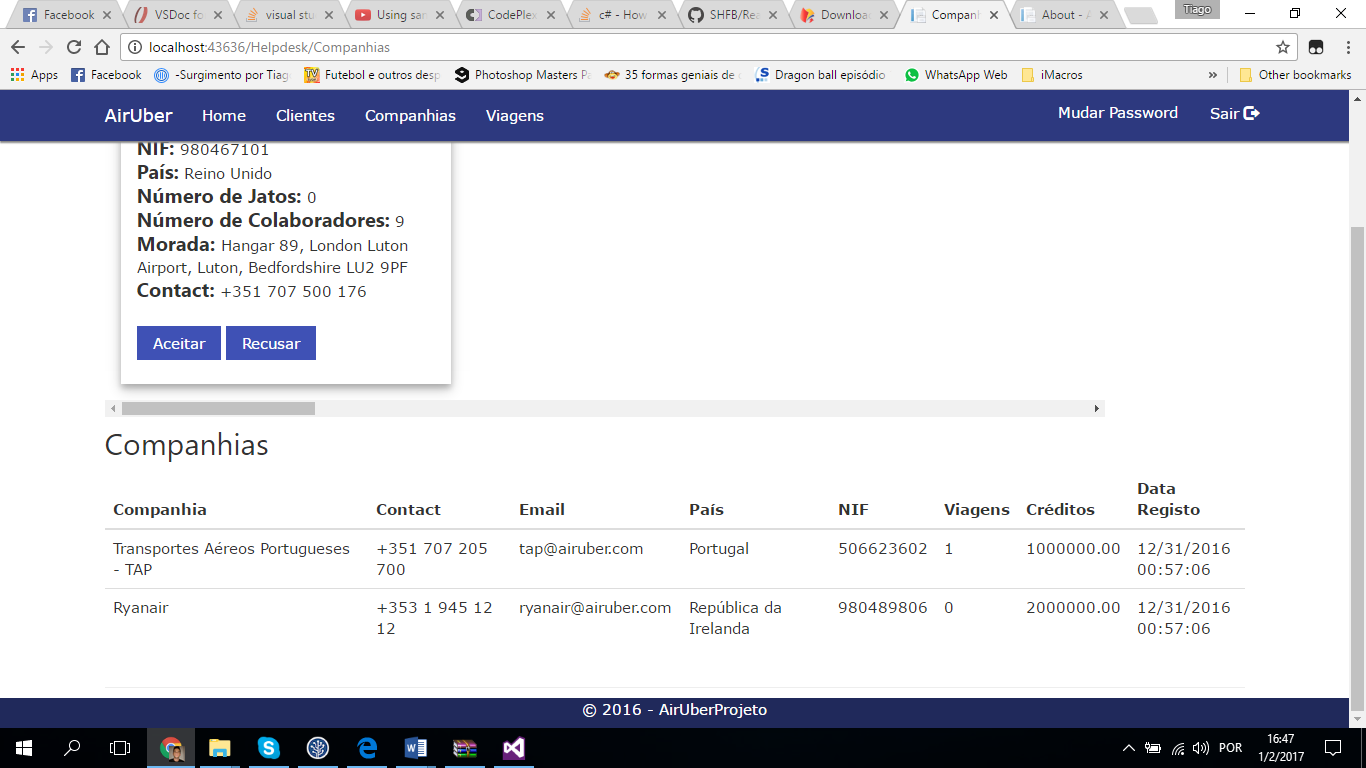 Facebook
VSDoc fo
visual stu
Using sar
CodePlex
c# - How
SHFB/Rea
Downloa
Companh
About - A
Tiago
localhost:43636/Helpdesk/Companhias
Apps
Facebook
-Surgimento por Tiag
Futebol e outros desp
Photoshop Masters Pa
35 formas geniais de
Dragon ball episódio
WhatsApp Web
iMacros
»
Other bookmarks
AirUber
Home
Clientes
Companhias
Viagens
Mudar Password
Sair
NIF: 980467101
País: Reino Unido
Número de Jatos: 0
Número de Colaboradores: 9
Morada: Hangar 89, London Luton
Airport, Luton, Bedfordshire LU2 9PF
Contact: +351 707 500 176
Aceitar
Recusar
Companhias
Companhia Contact Email País NIF Viagens Créditos Data
Registo
Transportes Aéreos Portugueses +351 707 205 tap@airuber.com Portugal 506623602 1 1000000.00 12/31/2016
- TAP 700 00:57:06
Ryanair +353 1 945 12 ryanair@airuber.com República da 980489806 0 2000000.00 12/31/2016
12 Irelanda 00:57:06
© 2016 - AirUberProjeto
POR
16:47
1/2/2017